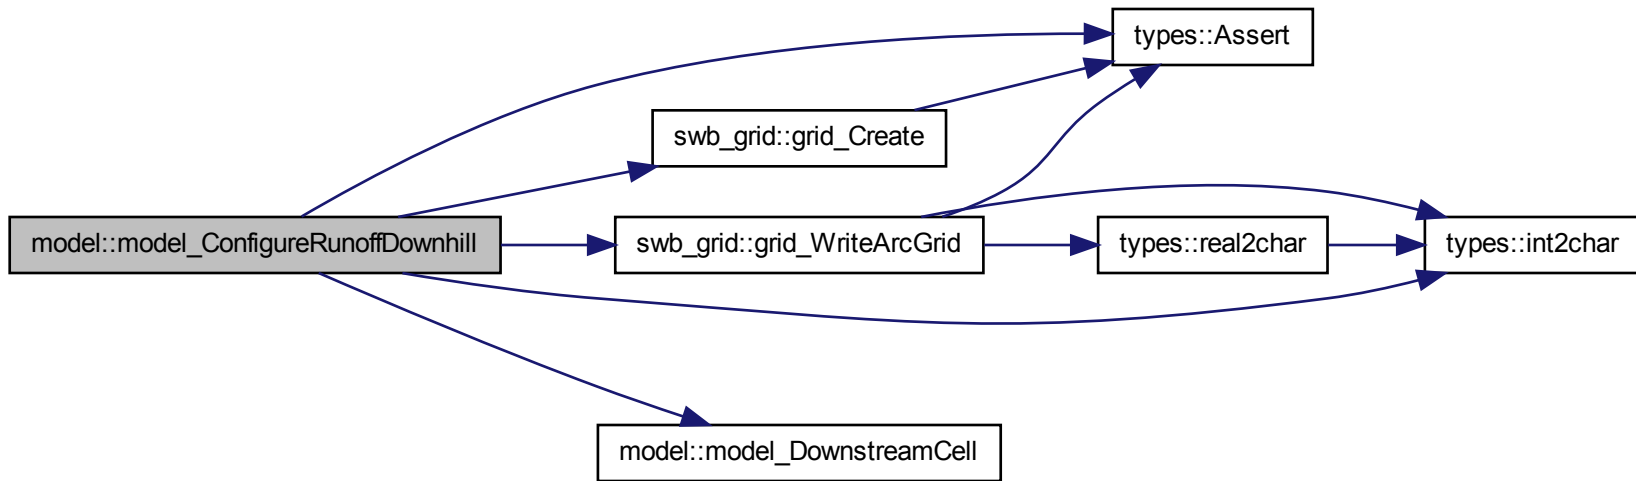 types::Assert
swb_grid::grid_Create
model::model_ConfigureRunoffDownhill
swb_grid::grid_WriteArcGrid
types::real2char
types::int2char
model::model_DownstreamCell